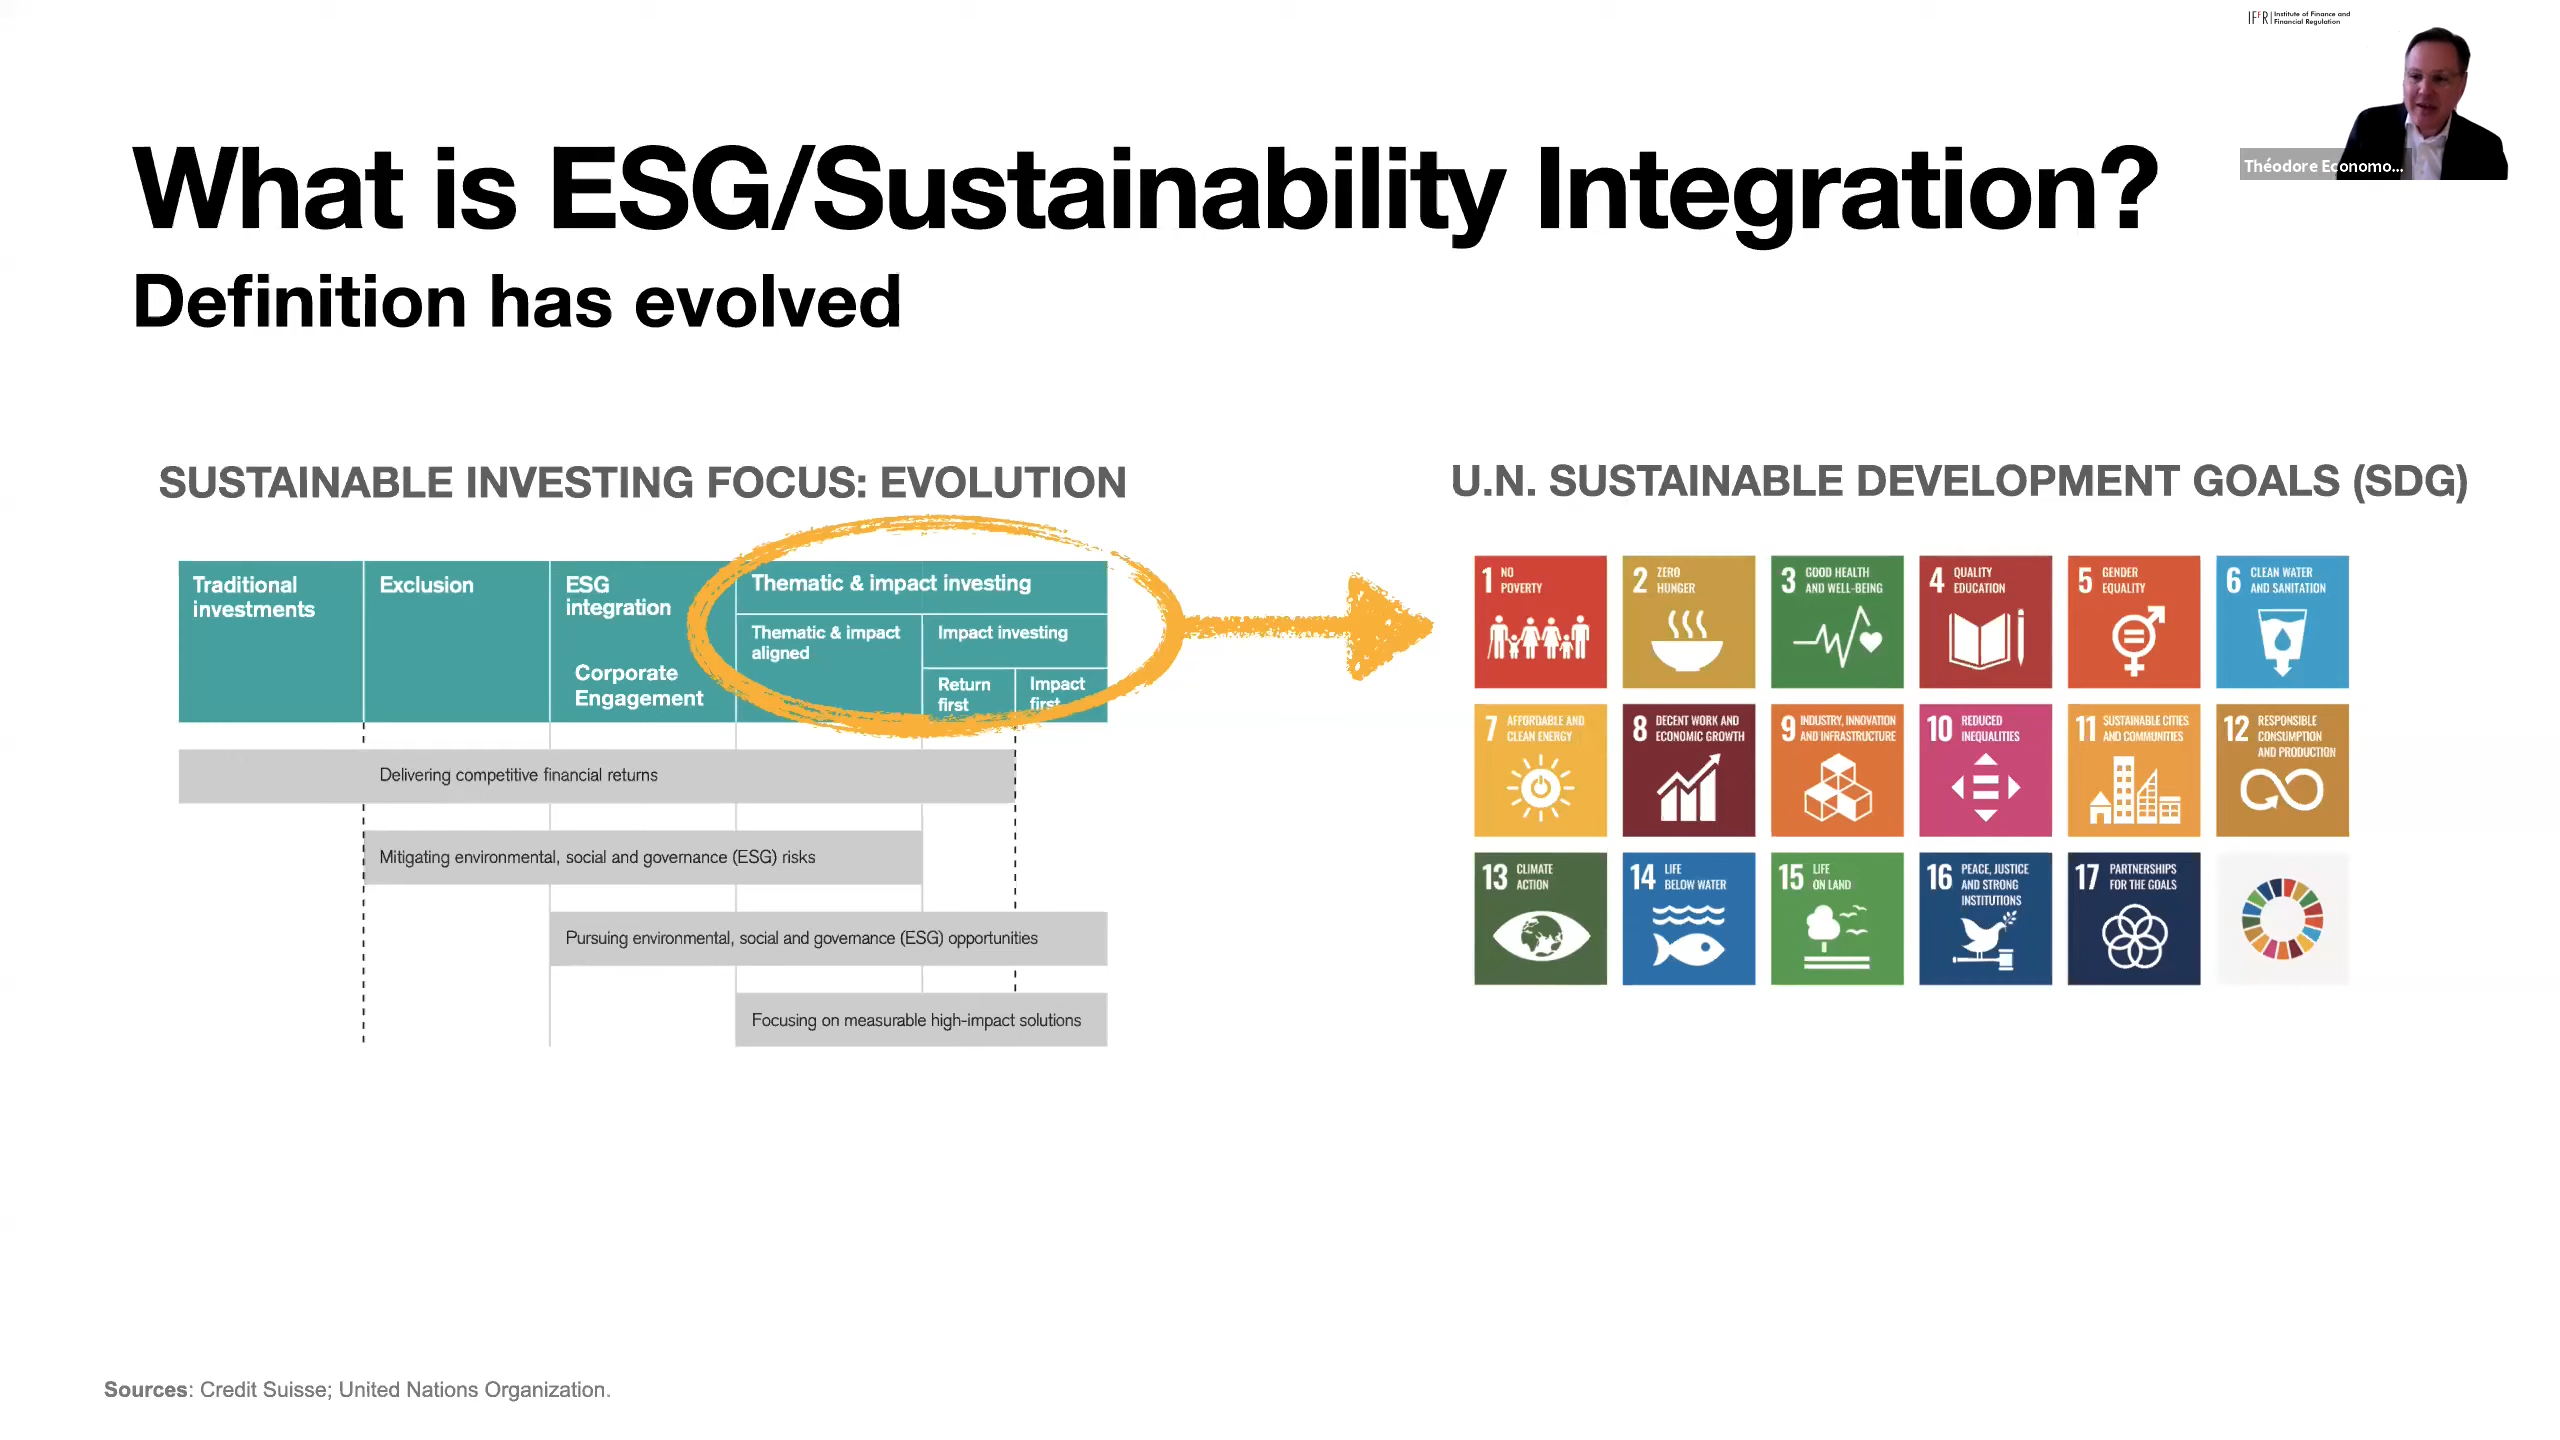 IFFRI Institute of Finance and
Financial Regulation
Théodore Economo...
What is ESG/Sustainability Integration?
Definition has evolved
SUSTAINABLE INVESTING FOCUS: EVOLUTION
Traditional
investments
Exclusion
ESG
integration
Corporate
Engagement
Thematic & impact investing
Thematic & impact
aligned
Impact investing
Return
first
Impact
first
Delivering competitive financial returns
Mitigating environmental, social and governance (ESG) risks
Pursuing environmental, social and governance (ESG) opportunities
Focusing on measurable high-impact solutions
U.N. SUSTAINABLE DEVELOPMENT GOALS (SDG)
1 NO
POVERTY
2 ZERO
HUNGER
3 GOOD HEALTH
AND WELL-BEING
4 QUALITY
EDUCATION
5 GENDER
EQUALITY
6 CLEAN WATER
AND SANITATION
7 AFFORDABLE AND
CLEAN ENERGY
8 DECENT WORK AND
ECONOMIC GROWTH
9 INDUSTRY, INNOVATION
AND INFRASTRUCTURE
10 REDUCED
INEQUALITIES
11 SUSTAINABLE CITIES
AND COMMUNITIES
12 RESPONSIBLE
CONSUMPTION
AND PRODUCTION
13 CLIMATE
ACTION
14 LIFE
BELOW WATER
15 LIFE
ON LAND
16 PEACE, JUSTICE
AND STRONG
INSTITUTIONS
17 PARTNERSHIPS
FOR THE GOALS
Sources: Credit Suisse; United Nations Organization.